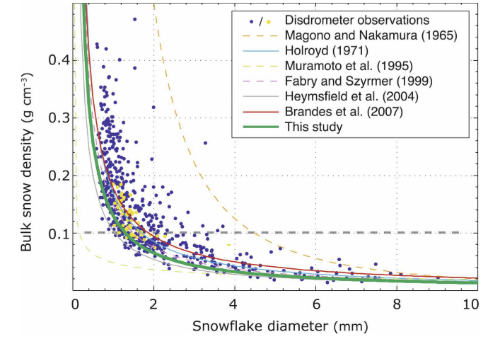 Disdrometer observations
Magono and Nakamura (1965)
Holroyd (1971)
Muramoto et al. (1995)
Fabry and Szyrmer (1999)
Heymsfield et al. (2004)
Brandes et al. (2007)
This study
/
0.4
0.3
0.2
0.1
Bulk snow density (g cm⁻³)
0 2 4 6 8 10
Snowflake diameter (mm)